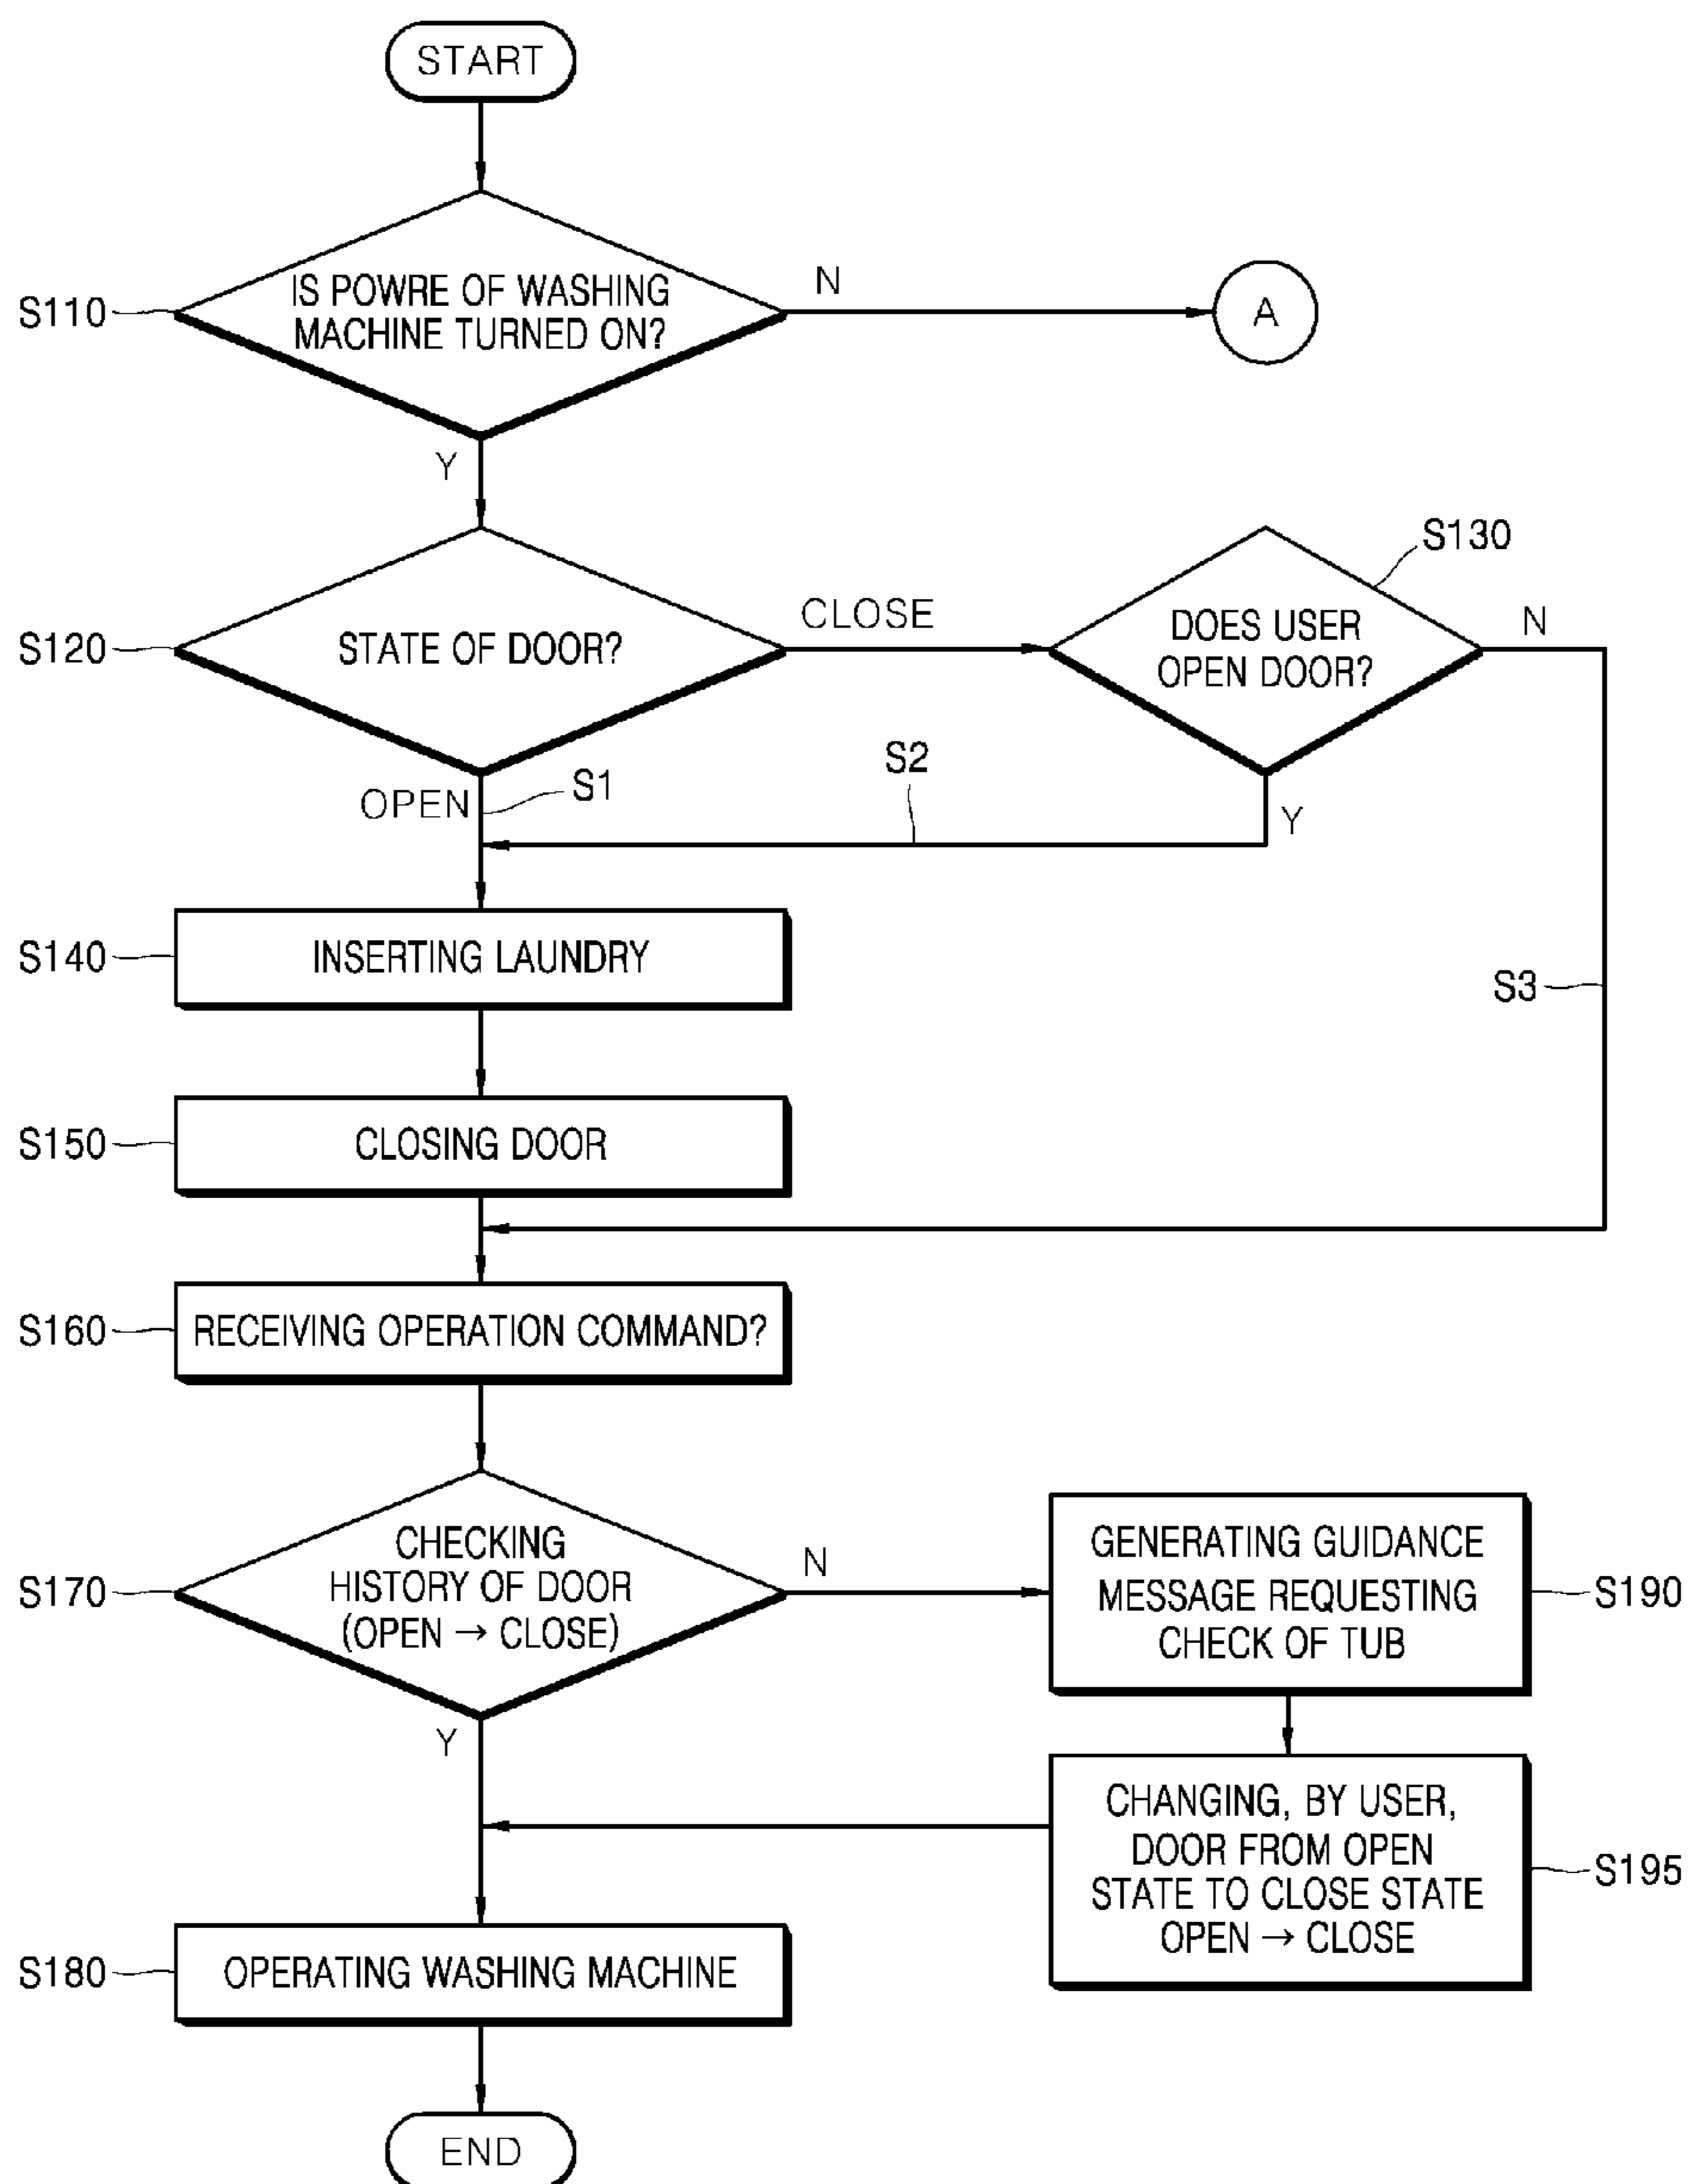 START
S110
IS POWRE OF WASHING
MACHINE TURNED ON?
N
A
Y
S120
STATE OF DOOR?
CLOSE
S130
DOES USER
OPEN DOOR?
N
OPEN
S1
S2
Y
S140
INSERTING LAUNDRY
S3
S150
CLOSING DOOR
S160
RECEIVING OPERATION COMMAND?
S170
CHECKING
HISTORY OF DOOR
(OPEN → CLOSE)
N
GENERATING GUIDANCE
MESSAGE REQUESTING
CHECK OF TUB
S190
Y
CHANGING, BY USER,
DOOR FROM OPEN
STATE TO CLOSE STATE
OPEN → CLOSE
S195
S180
OPERATING WASHING MACHINE
END